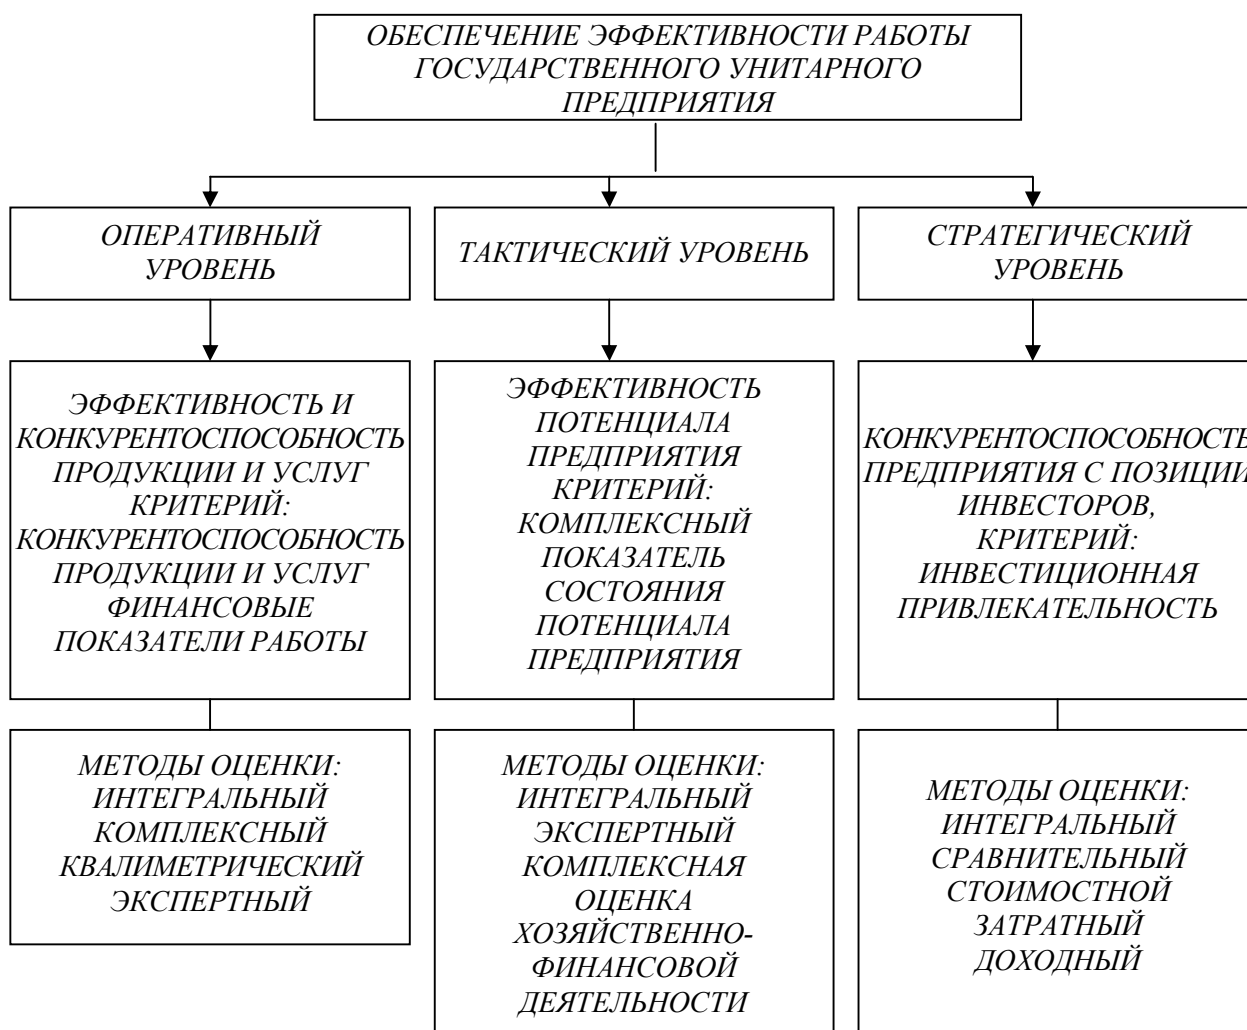 ОБЕСПЕЧЕНИЕ ЭФФЕКТИВНОСТИ РАБОТЫ
ГОСУДАРСТВЕННОГО УНИТАРНОГО
ПРЕДПРИЯТИЯ
ОПЕРАТИВНЫЙ
УРОВЕНЬ
ТАКТИЧЕСКИЙ УРОВЕНЬ
СТРАТЕГИЧЕСКИЙ
УРОВЕНЬ
ЭФФЕКТИВНОСТЬ И
КОНКУРЕНТОСПОСОБНОСТЬ
ПРОДУКЦИИ И УСЛУГ
КРИТЕРИЙ:
КОНКУРЕНТОСПОСОБНОСТЬ
ПРОДУКЦИИ И УСЛУГ
ФИНАНСОВЫЕ
ПОКАЗАТЕЛИ РАБОТЫ
ЭФФЕКТИВНОСТЬ
ПОТЕНЦИАЛА
ПРЕДПРИЯТИЯ
КРИТЕРИЙ:
КОМПЛЕКСНЫЙ
ПОКАЗАТЕЛЬ
СОСТОЯНИЯ
ПОТЕНЦИАЛА
ПРЕДПРИЯТИЯ
КОНКУРЕНТОСПОСОБНОСТЬ
ПРЕДПРИЯТИЯ С ПОЗИЦИИ
ИНВЕСТОРОВ,
КРИТЕРИЙ:
ИНВЕСТИЦИОННАЯ
ПРИВЛЕКАТЕЛЬНОСТЬ
МЕТОДЫ ОЦЕНКИ:
ИНТЕГРАЛЬНЫЙ
КОМПЛЕКСНЫЙ
КВАЛИМЕТРИЧЕСКИЙ
ЭКСПЕРТНЫЙ
МЕТОДЫ ОЦЕНКИ:
ИНТЕГРАЛЬНЫЙ
ЭКСПЕРТНЫЙ
КОМПЛЕКСНАЯ
ОЦЕНКА
ХОЗЯЙСТВЕННО-
ФИНАНСОВОЙ
ДЕЯТЕЛЬНОСТИ
МЕТОДЫ ОЦЕНКИ:
ИНТЕГРАЛЬНЫЙ
СРАВНИТЕЛЬНЫЙ
СТОИМОСТНОЙ
ЗАТРАТНЫЙ
ДОХОДНЫЙ